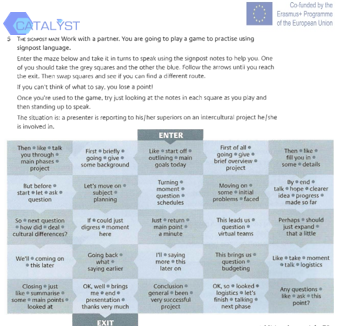 CATALYST
Co-funded by the
Erasmus+ Programme
of the European Union
5 THE SIGNPOST MAZE Work with a partner. You are going to play a game to practise using
signpost language.
Enter the maze below and take it in turns to speak using the signpost notes to help you. One
of you should take the grey squares and the other the blue. Follow the arrows until you reach
the exit. Then swap squares and see if you can find a different route.
If you can't think of what to say, you lose a point!
Once you're used to the game, try just looking at the notes in each square as you play and
then standing up to speak.
The situation is: a presenter is reporting to his/her superiors on an intercultural project he/she
is involved in.
ENTER
Then • like • talk
you through •
main phases •
project
First • briefly •
going • give •
some background
Like • start off •
outlining • main
goals today
First of all •
going • give •
brief overview •
project
Then • like •
fill you in •
some • details
But before •
start • let • ask •
question
Let's move on •
subject •
planning
Turning •
moment •
question •
schedules
Moving on •
some • initial
problems • faced
By • end •
talk • hope • clearer
idea • progress •
made so far
So • next question
• how did • deal •
cultural differences?
If • could just
digress • moment
here
Just • return •
main point •
a minute
This leads us •
question •
virtual teams
Perhaps • should
just expand •
that a little
We'll • coming on
• this later
Going back •
what •
saying earlier
I'll • saying
more • this
later on
This brings us •
question •
budgeting
Like • take • moment
• talk • logistics
Closing • just
like • summarise •
some • main points •
looked at
OK, well • brings
me • end •
presentation •
thanks very much
Conclusion •
general • been •
very successful
project
OK, so • looked
• logistics • let's
finish • talking •
next phase
Any questions •
like • ask • this
point?
EXIT